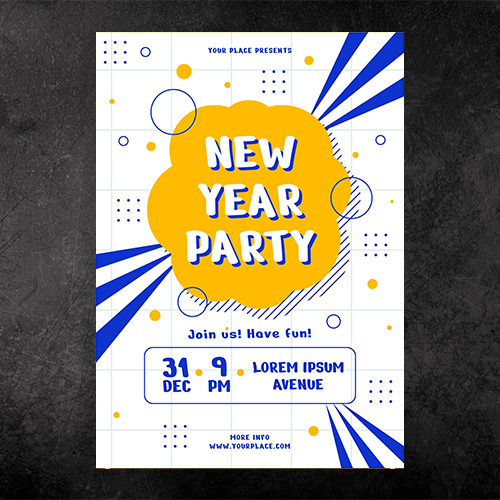 YOUR PLACE PRESENTS
NEW
YEAR
PARTY
Join us! Have fun!
31 9 LOREM IPSUM
DEC PM AVENUE
MORE INFO
WWW.YOURPLACE.COM